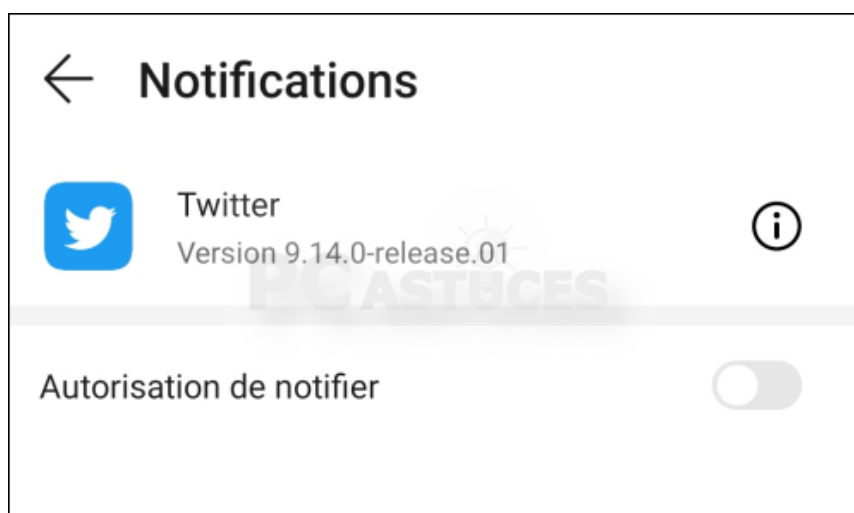 Notifications
Twitter
Version 9.14.0-release.01
PC ASTUCES
Autorisation de notifier